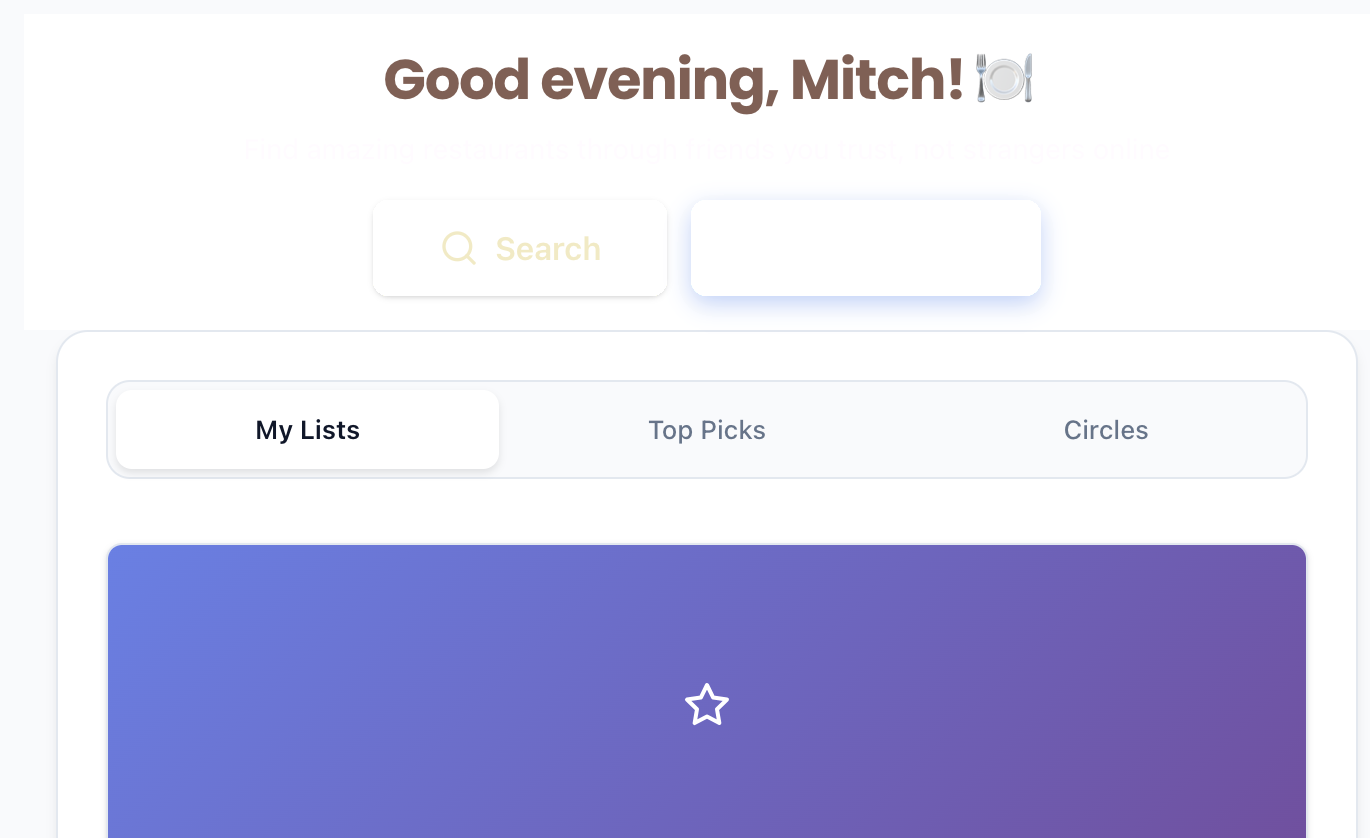 Good evening, Mitch! 🍽️
Find amazing restaurants through friends you trust, not strangers online
Search
My Lists
Top Picks
Circles